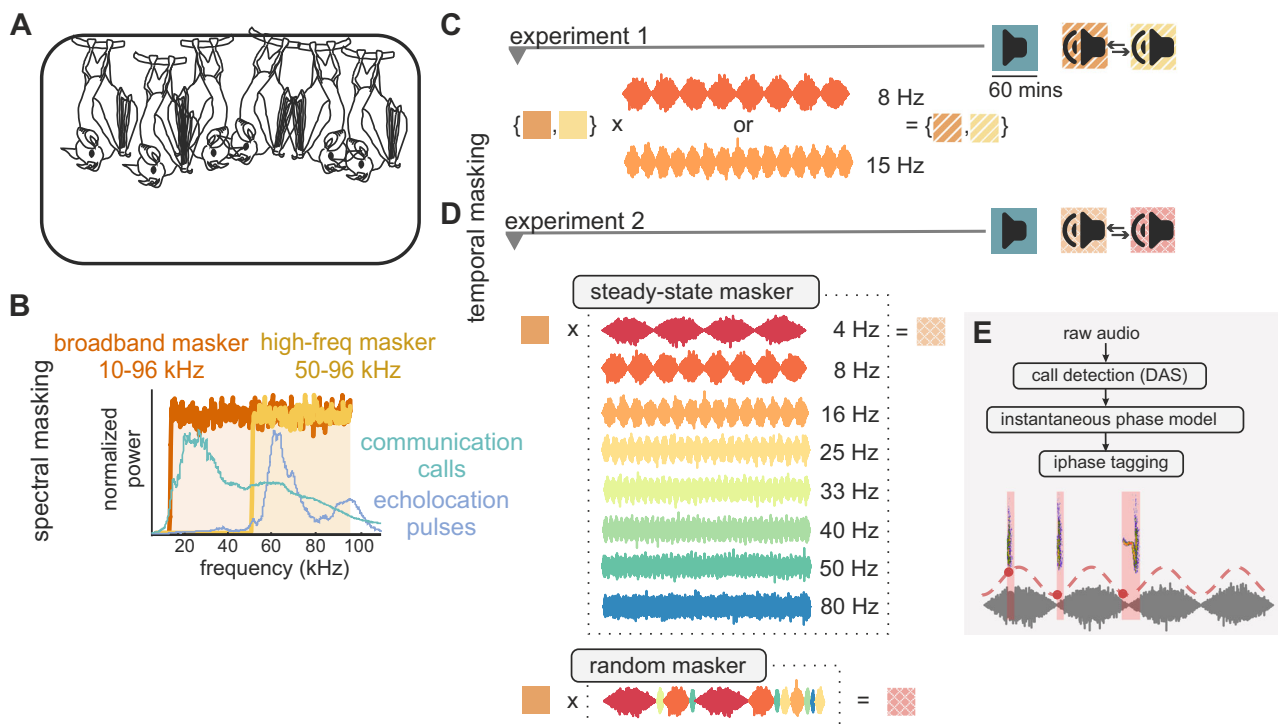 A
B
spectral masking
broadband masker
10-96 kHz
high-freq masker
50-96 kHz
normalized
power
communication
calls
echolocation
pulses
20 40 60 80 100
frequency (kHz)
temporal masking
C
experiment 1
60 mins
{ , } x
8 Hz
or
= { , }
15 Hz
D
experiment 2
steady-state masker
x
4 Hz
=
8 Hz
16 Hz
25 Hz
33 Hz
40 Hz
50 Hz
80 Hz
random masker
x =
E
raw audio
call detection (DAS)
instantaneous phase model
iphase tagging